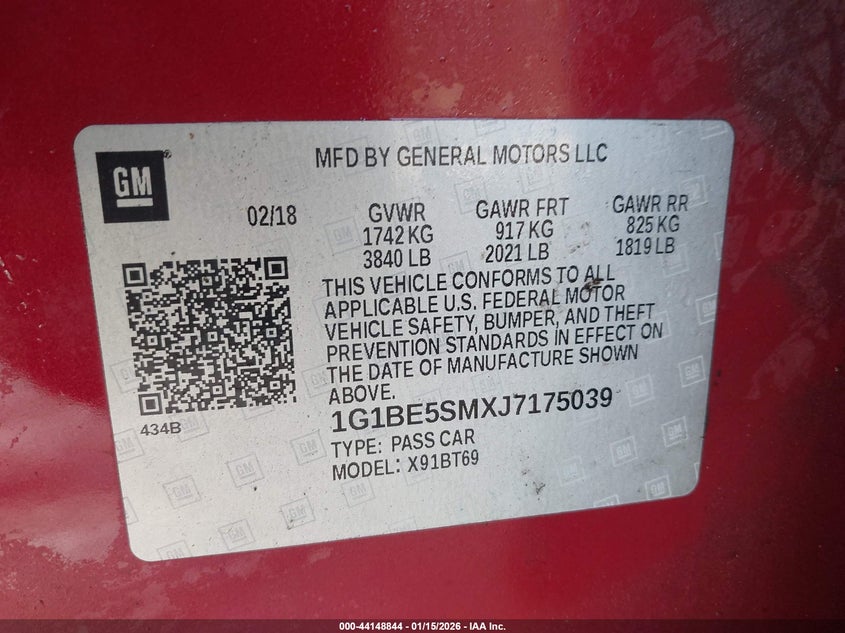 GM
MFD BY GENERAL MOTORS LLC
02/18
GVWR
1742 KG
3840 LB
GAWR FRT
917 KG
2021 LB
GAWR RR
825 KG
1819 LB
THIS VEHICLE CONFORMS TO ALL
APPLICABLE U.S. FEDERAL MOTOR
VEHICLE SAFETY, BUMPER, AND THEFT
PREVENTION STANDARDS IN EFFECT ON
THE DATE OF MANUFACTURE SHOWN
ABOVE.
434B
1G1BE5SMXJ7175039
TYPE: PASS CAR
MODEL: X91BT69
000-44148844 - 01/15/2026 - IAA Inc.